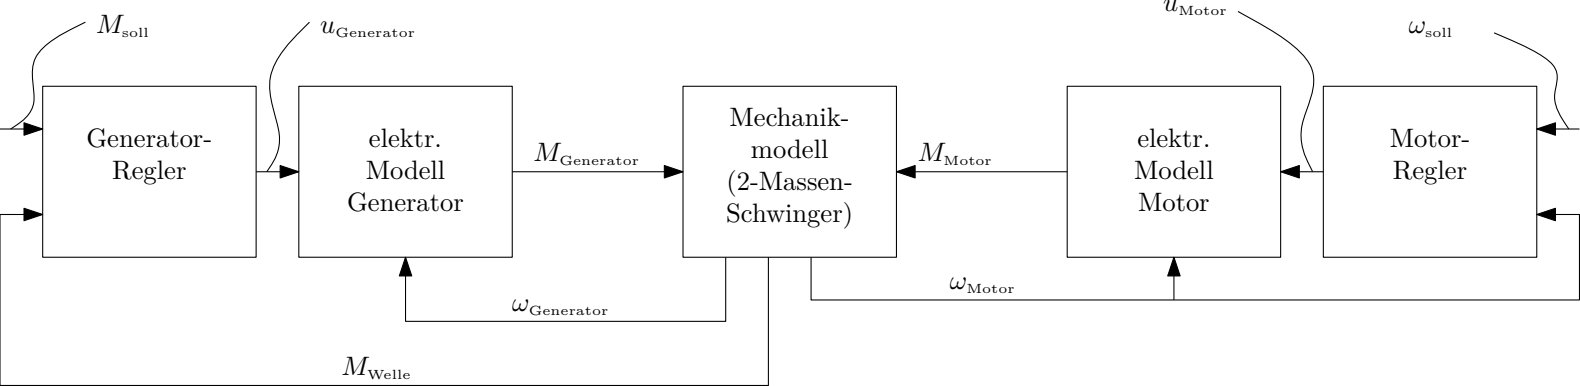 M_soll
u_Generator
u_Motor
ω_soll
Generator-
Regler
elektr.
Modell
Generator
M_Generator
Mechanik-
modell
(2-Massen-
Schwinger)
M_Motor
elektr.
Modell
Motor
Motor-
Regler
ω_Generator
ω_Motor
M_Welle